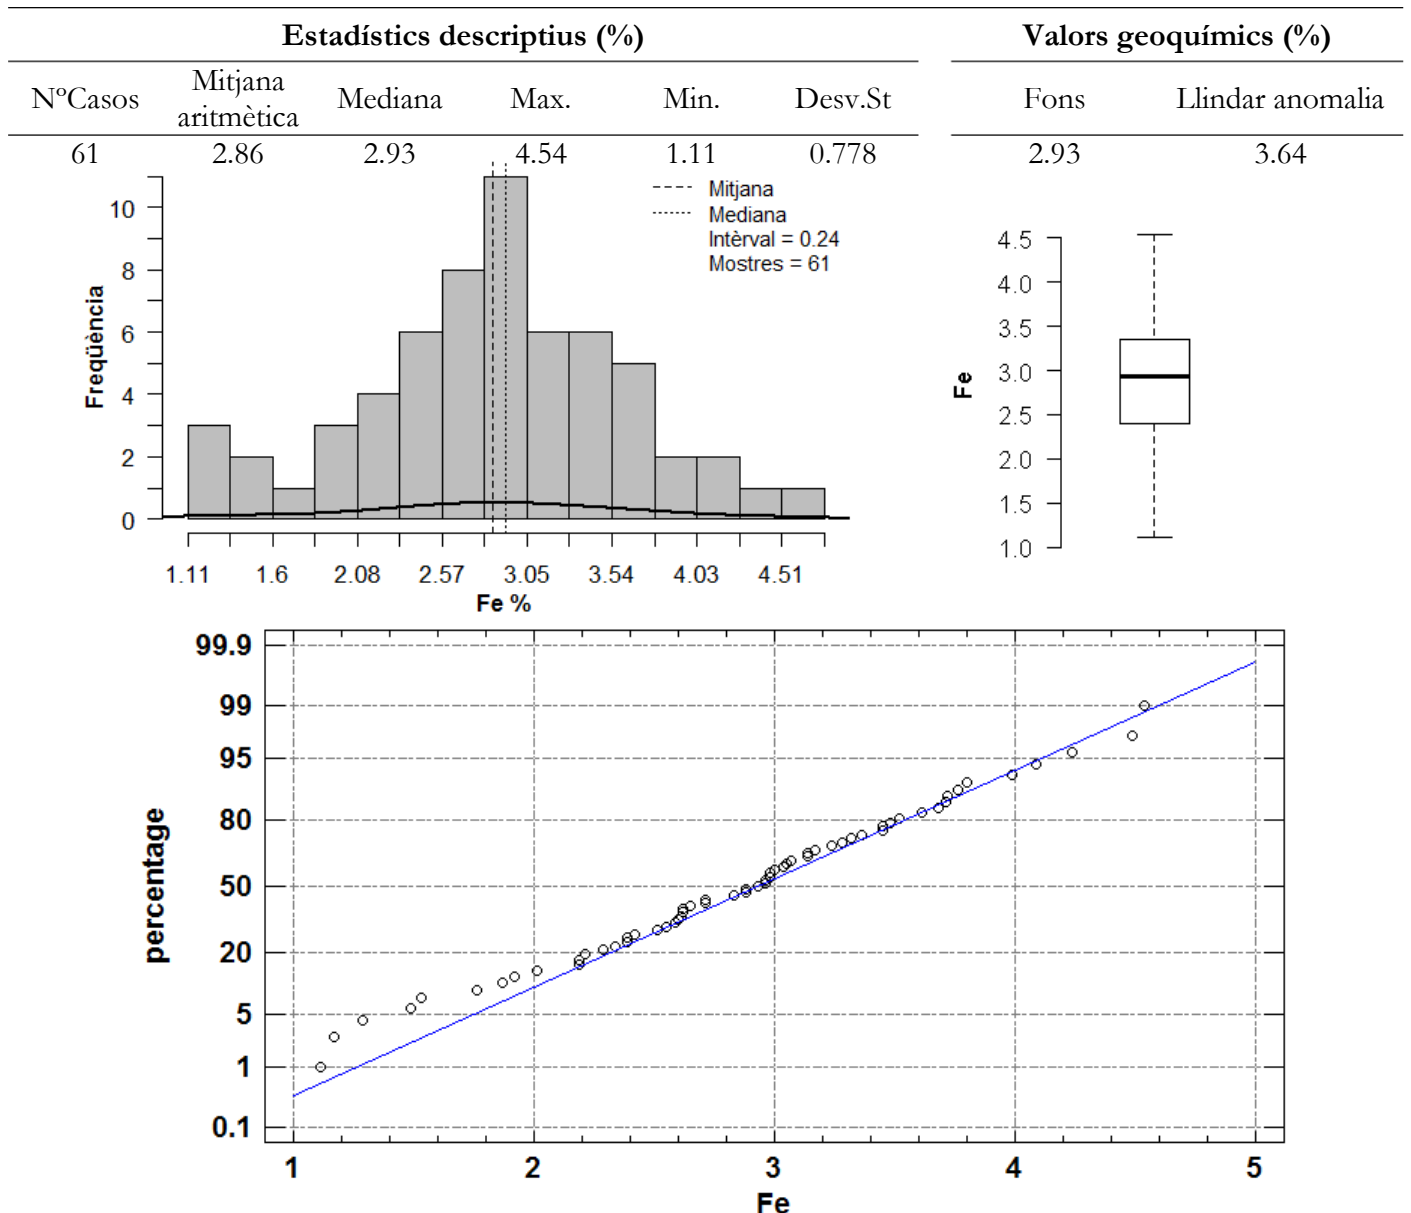 Estadístics descriptius (%)
Valors geoquímics (%)
NºCasos Mitjana aritmètica Mediana Max. Min. Desv.St Fons Llindar anomalia
61 2.86 2.93 4.54 1.11 0.778 2.93 3.64
Mitjana
Mediana
Intèrval = 0.24
Mostres = 61
Freqüència
10
8
6
4
2
0
1.11 1.6 2.08 2.57 3.05 3.54 4.03 4.51
Fe %
Fe
4.5
4.0
3.5
3.0
2.5
2.0
1.5
1.0
percentage
99.9
99
95
80
50
20
5
1
0.1
1 2 3 4 5
Fe